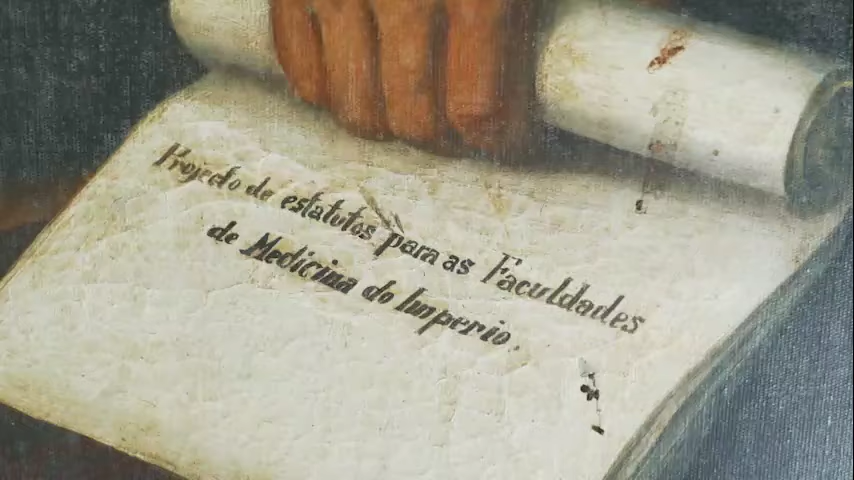 Projecto de estatutos para as Faculdades
de Medicina do Imperio.